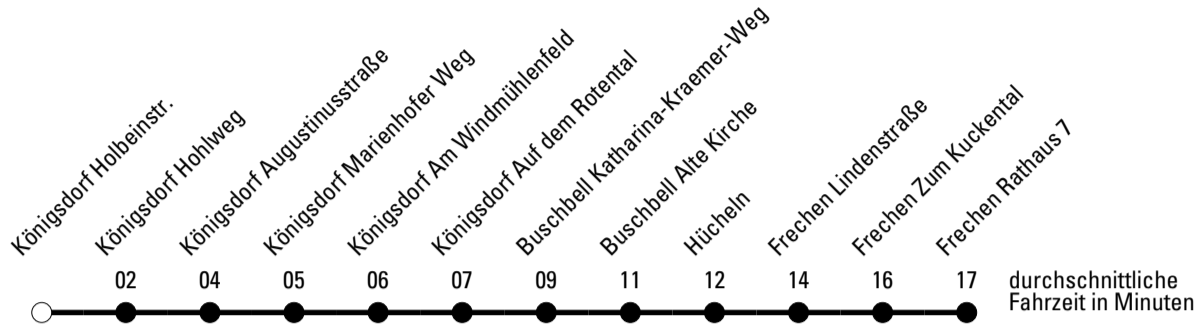 Königsdorf Holbeinstr.
Königsdorf Hohlweg
Königsdorf Augustinusstraße
Königsdorf Marienhofer Weg
Königsdorf Am Windmühlenfeld
Königsdorf Auf dem Rotental
Buschbell Katharina-Kraemer-Weg
Buschbell Alte Kirche
Hücheln
Frechen Lindenstraße
Frechen Zum Kuckental
Frechen Rathaus 7
02 04 05 06 07 09 11 12 14 16 17
durchschnittliche
Fahrzeit in Minuten